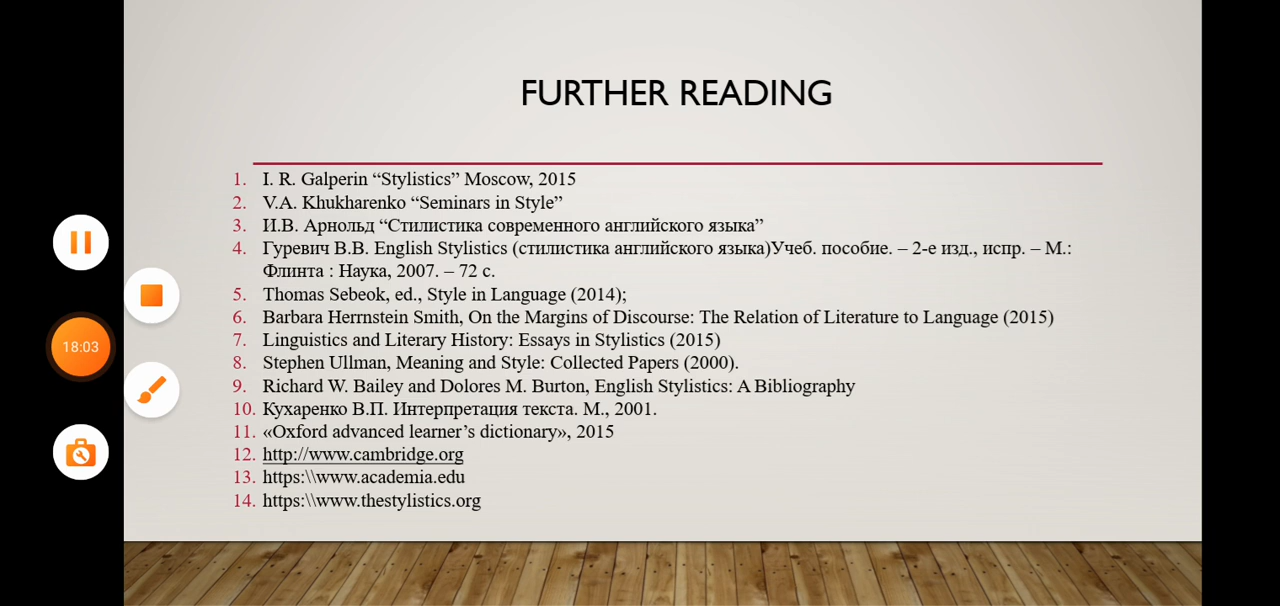 FURTHER READING
1. I. R. Galperin “Stylistics” Moscow, 2015
2. V.A. Khukharenko “Seminars in Style”
3. И.В. Арнольд “Стилистика современного английского языка”
4. Гуревич В.В. English Stylistics (стилистика английского языка)Учеб. пособие. – 2-е изд., испр. – М.:
Флинта : Наука, 2007. – 72 с.
5. Thomas Sebeok, ed., Style in Language (2014);
6. Barbara Herrnstein Smith, On the Margins of Discourse: The Relation of Literature to Language (2015)
7. Linguistics and Literary History: Essays in Stylistics (2015)
8. Stephen Ullman, Meaning and Style: Collected Papers (2000).
9. Richard W. Bailey and Dolores M. Burton, English Stylistics: A Bibliography
10. Кухаренко В.П. Интерпретация текста. М., 2001.
11. «Oxford advanced learner’s dictionary», 2015
12. http://www.cambridge.org
13. https:\\www.academia.edu
14. https:\\www.thestylistics.org
18:03